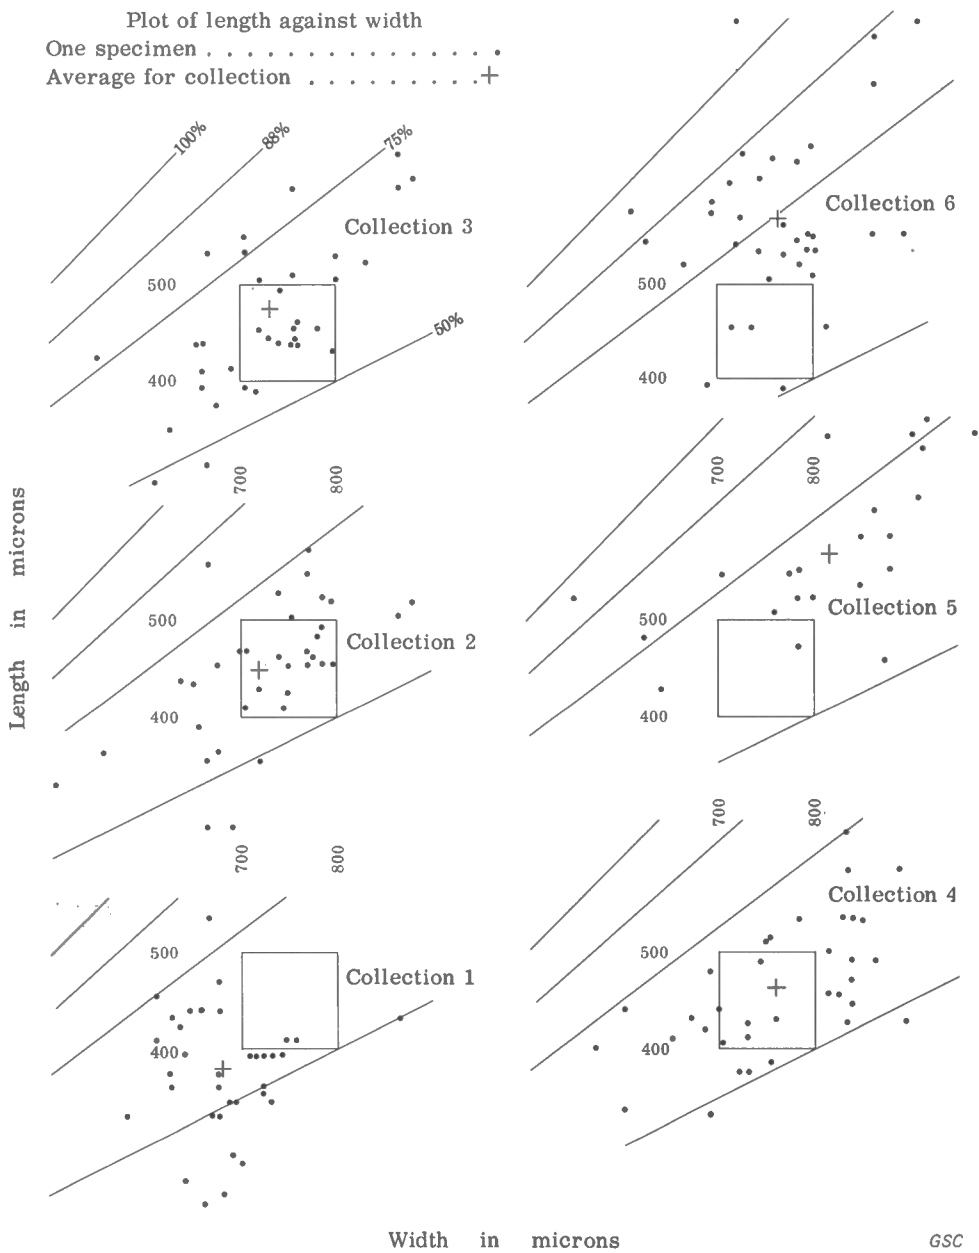 Plot of length against width
One specimen . . . . . . . . . . . . . . .
Average for collection . . . . . . . . . . . . . +
100%
88%
75%
Collection 3
500
50%
400
700
800
Collection 6
500
400
700
800
Length in microns
Collection 2
500
400
700
800
Collection 5
500
400
700
800
Collection 1
500
400
Collection 4
500
400
Width in microns
GSC